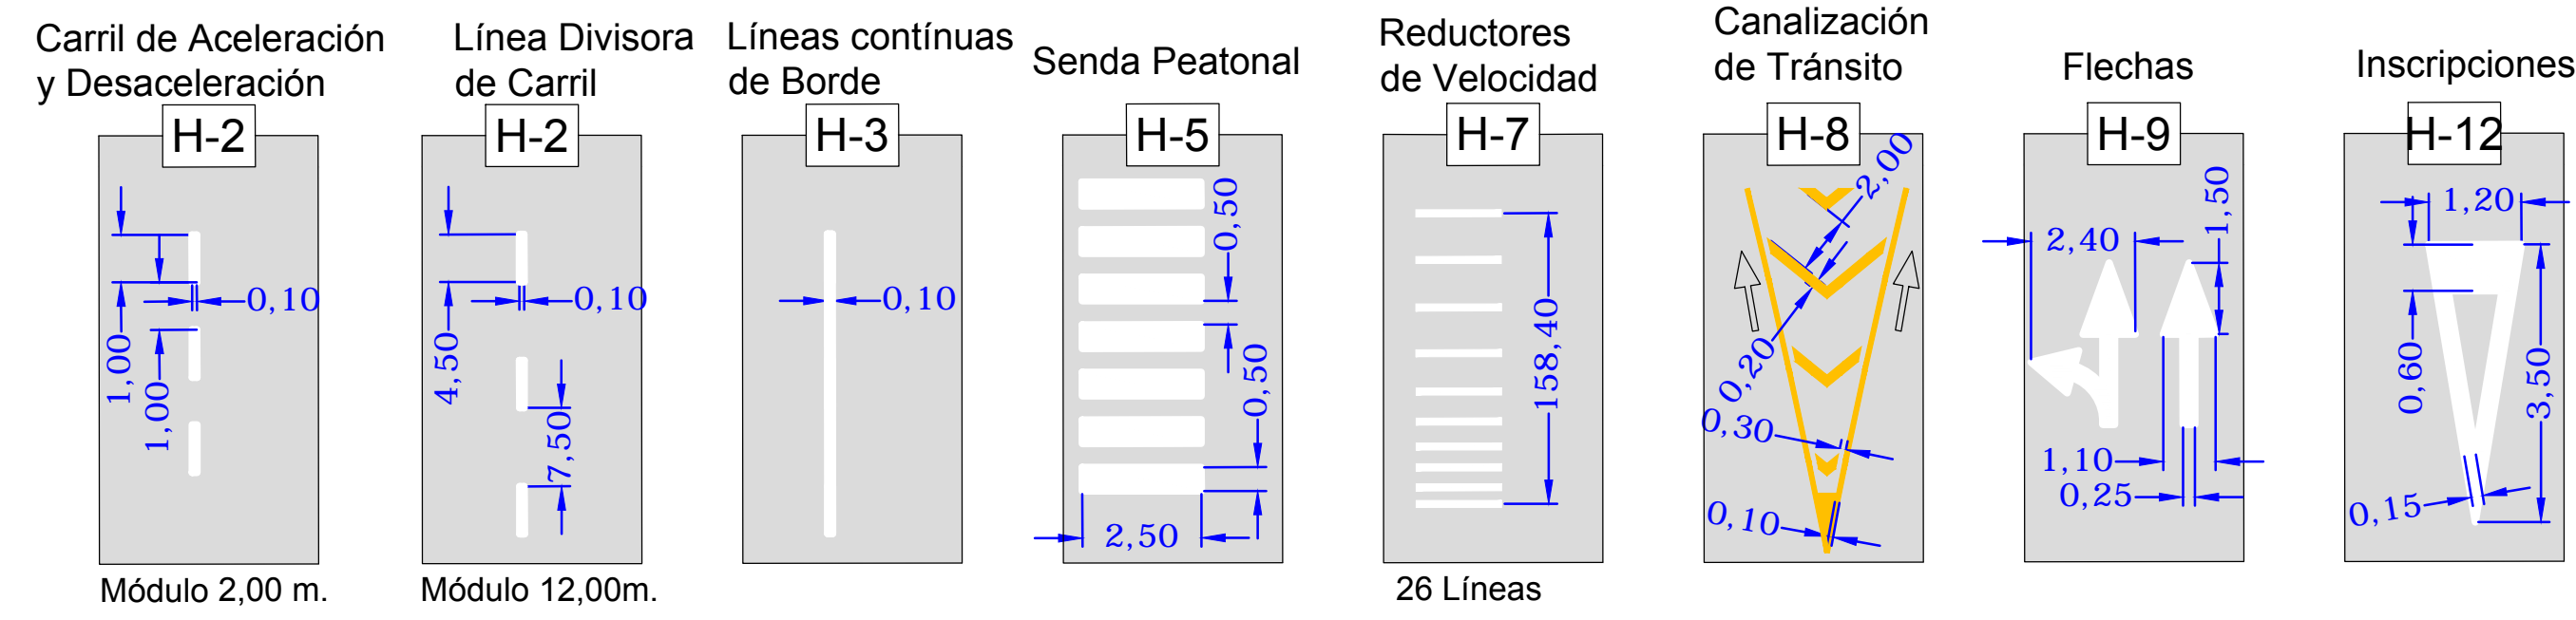 Carril de Aceleración
y Desaceleración
H-2
1,00
1,00
0,10
Módulo 2,00 m.
Línea Divisora
de Carril
H-2
4,50
0,10
7,50
Módulo 12,00m.
Líneas contínuas
de Borde
H-3
0,10
Senda Peatonal
H-5
0,50
0,50
2,50
Reductores
de Velocidad
H-7
158,40
26 Líneas
Canalización
de Tránsito
H-8
2,00
0,20
0,30
0,10
Flechas
H-9
1,50
2,40
1,10
0,25
Inscripciones
H-12
1,20
0,60
3,50
0,15